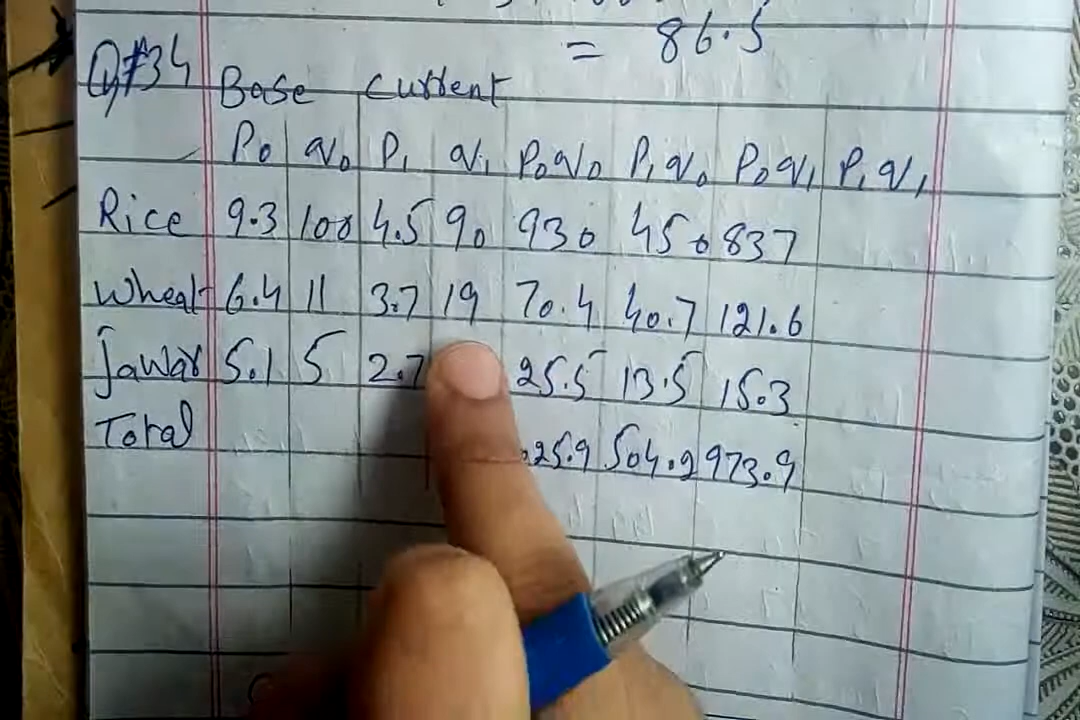 = 86.5
Q#34 Base Current
P₀ q₀ P₁ q₁ P₀q₀ P₁q₀ P₀q₁ P₁q₁
Rice 9.3 100 4.5 90 930 450 837
Wheat 6.4 11 3.7 19 70.4 40.7 121.6
jawar 5.1 5 2.7 25.5 13.5 15.3
Total 25.9 504.2 973.9